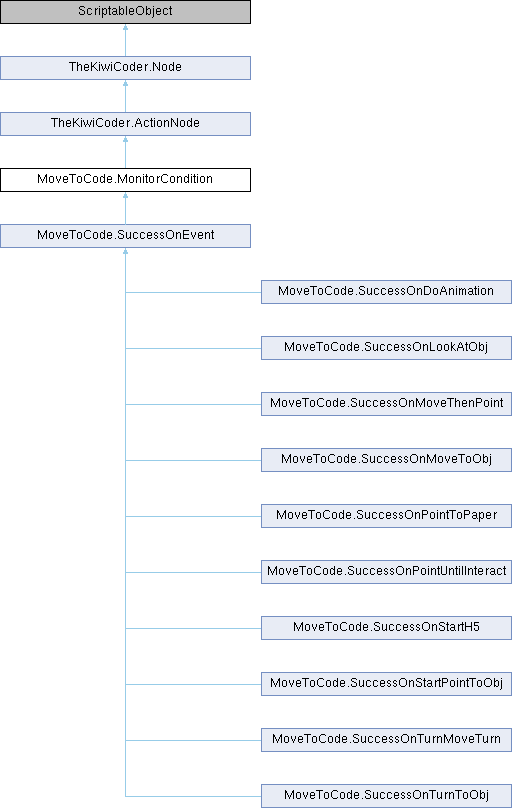 ScriptableObject
TheKiwiCoder.Node
TheKiwiCoder.ActionNode
MoveToCode.MonitorCondition
MoveToCode.SuccessOnEvent
MoveToCode.SuccessOnDoAnimation
MoveToCode.SuccessOnLookAtObj
MoveToCode.SuccessOnMoveThenPoint
MoveToCode.SuccessOnMoveToObj
MoveToCode.SuccessOnPointToPaper
MoveToCode.SuccessOnPointUntilInteract
MoveToCode.SuccessOnStartH5
MoveToCode.SuccessOnStartPointToObj
MoveToCode.SuccessOnTurnMoveTurn
MoveToCode.SuccessOnTurnToObj